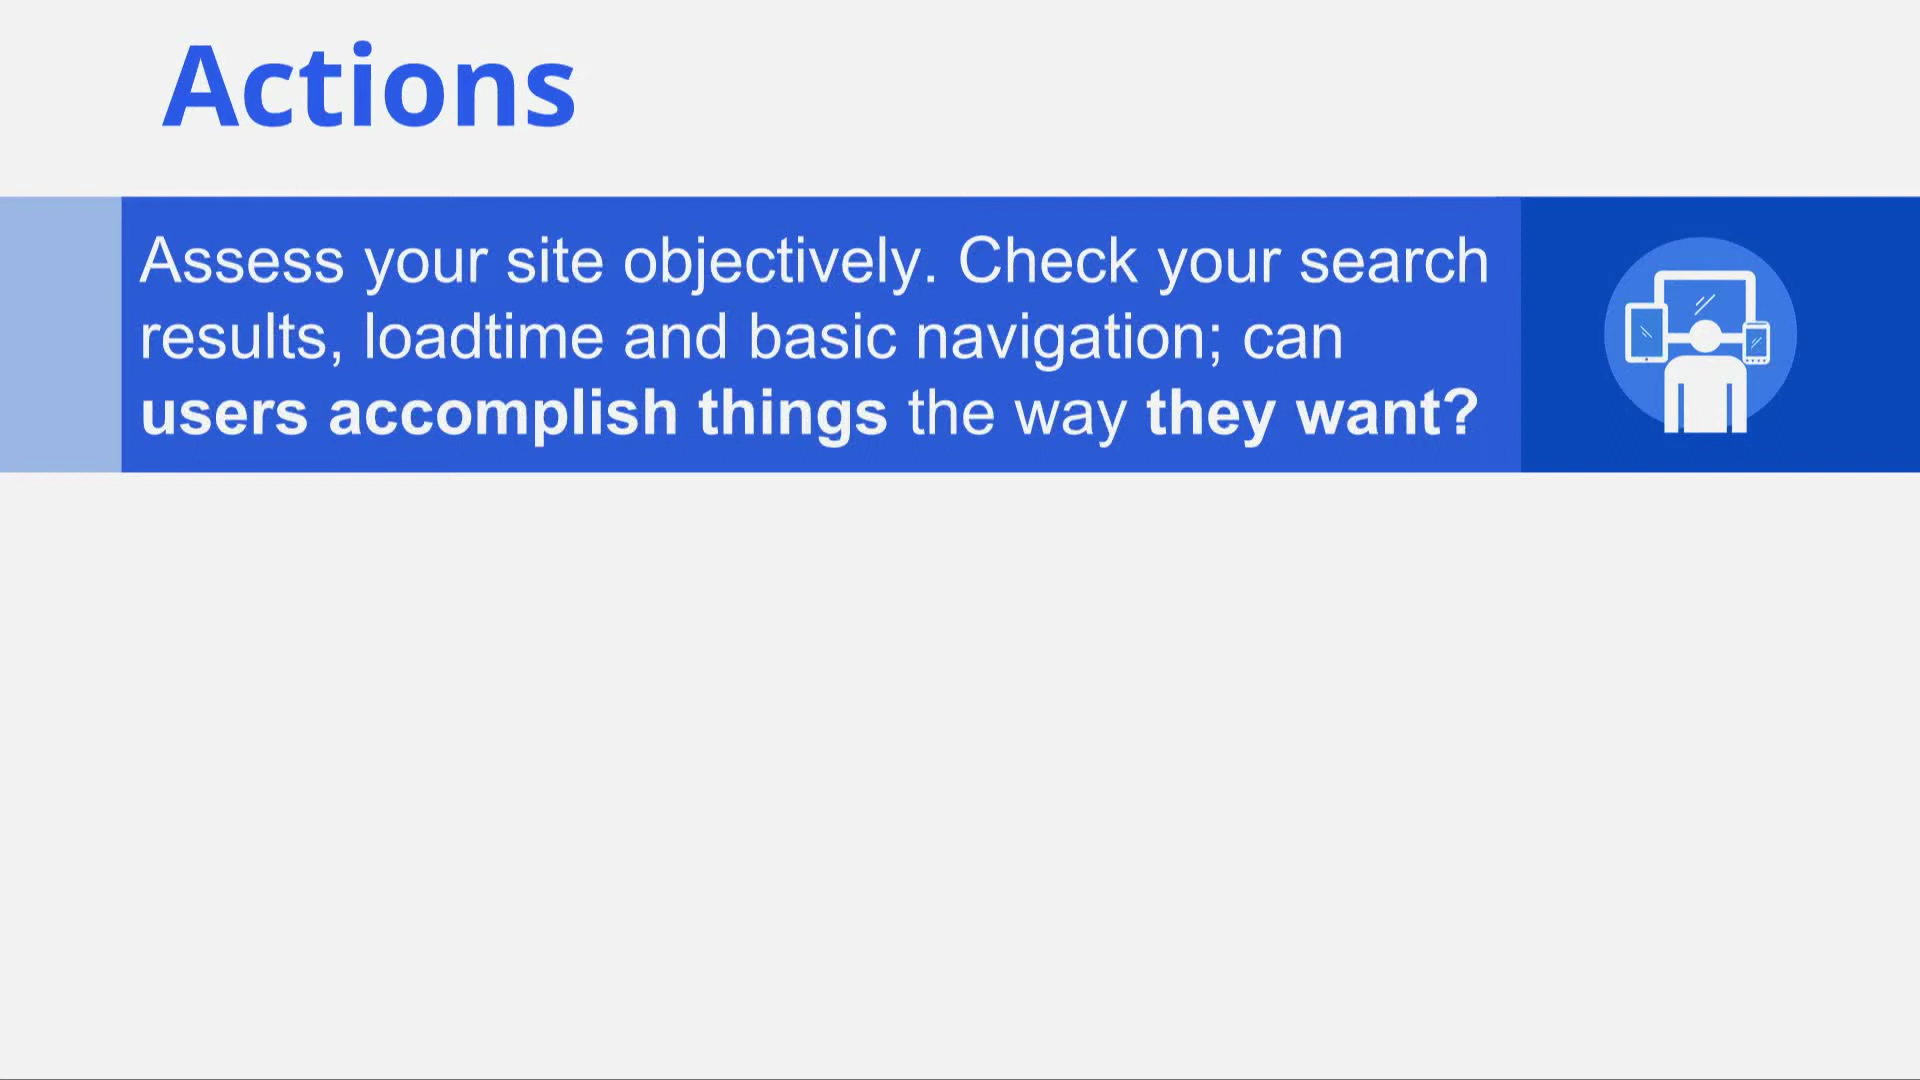 Actions
Assess your site objectively. Check your search
results, loadtime and basic navigation; can
users accomplish things the way they want?